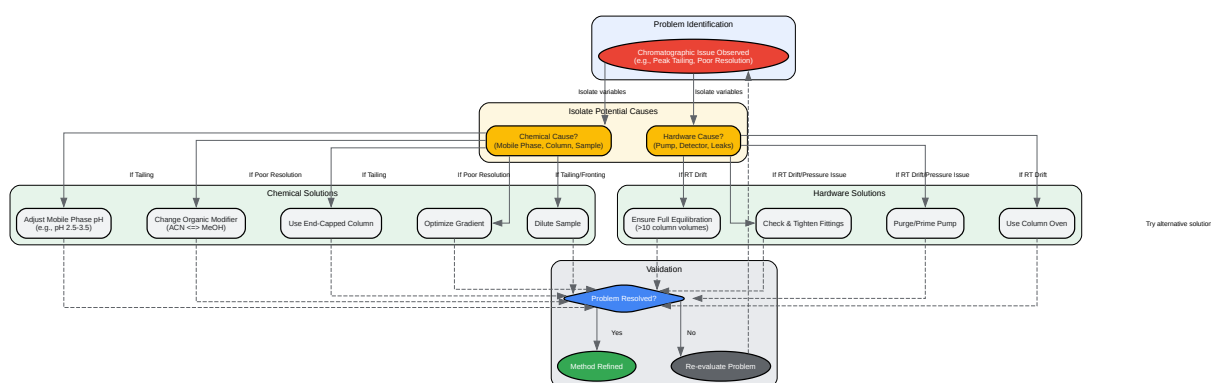 Problem Identification
Chromatographic Issue Observed
(e.g., Peak Tailing, Poor Resolution)
Isolate variables
Isolate variables
Isolate Potential Causes
Chemical Cause?
(Mobile Phase, Column, Sample)
Hardware Cause?
(Pump, Detector, Leaks)
If Tailing
If Poor Resolution
If Tailing
If Poor Resolution
If Tailing/Fronting
If RT Drift
If RT Drift/Pressure Issue
If RT Drift/Pressure Issue
If RT Drift
Chemical Solutions
Hardware Solutions
Adjust Mobile Phase pH
(e.g., pH 2.5-3.5)
Change Organic Modifier
(ACN <=> MeOH)
Use End-Capped Column
Optimize Gradient
Dilute Sample
Ensure Full Equilibration
(>10 column volumes)
Check & Tighten Fittings
Purge/Prime Pump
Use Column Oven
Try alternative solution
Validation
Problem Resolved?
Yes
No
Method Refined
Re-evaluate Problem